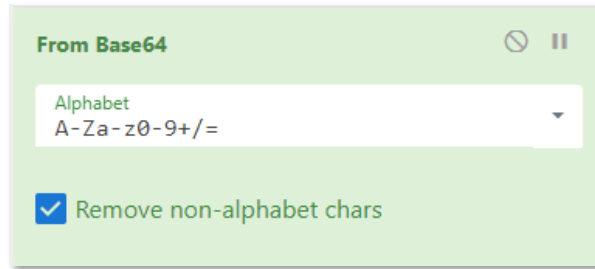 From Base64
Alphabet
A-Za-z0-9+/=
Remove non-alphabet chars